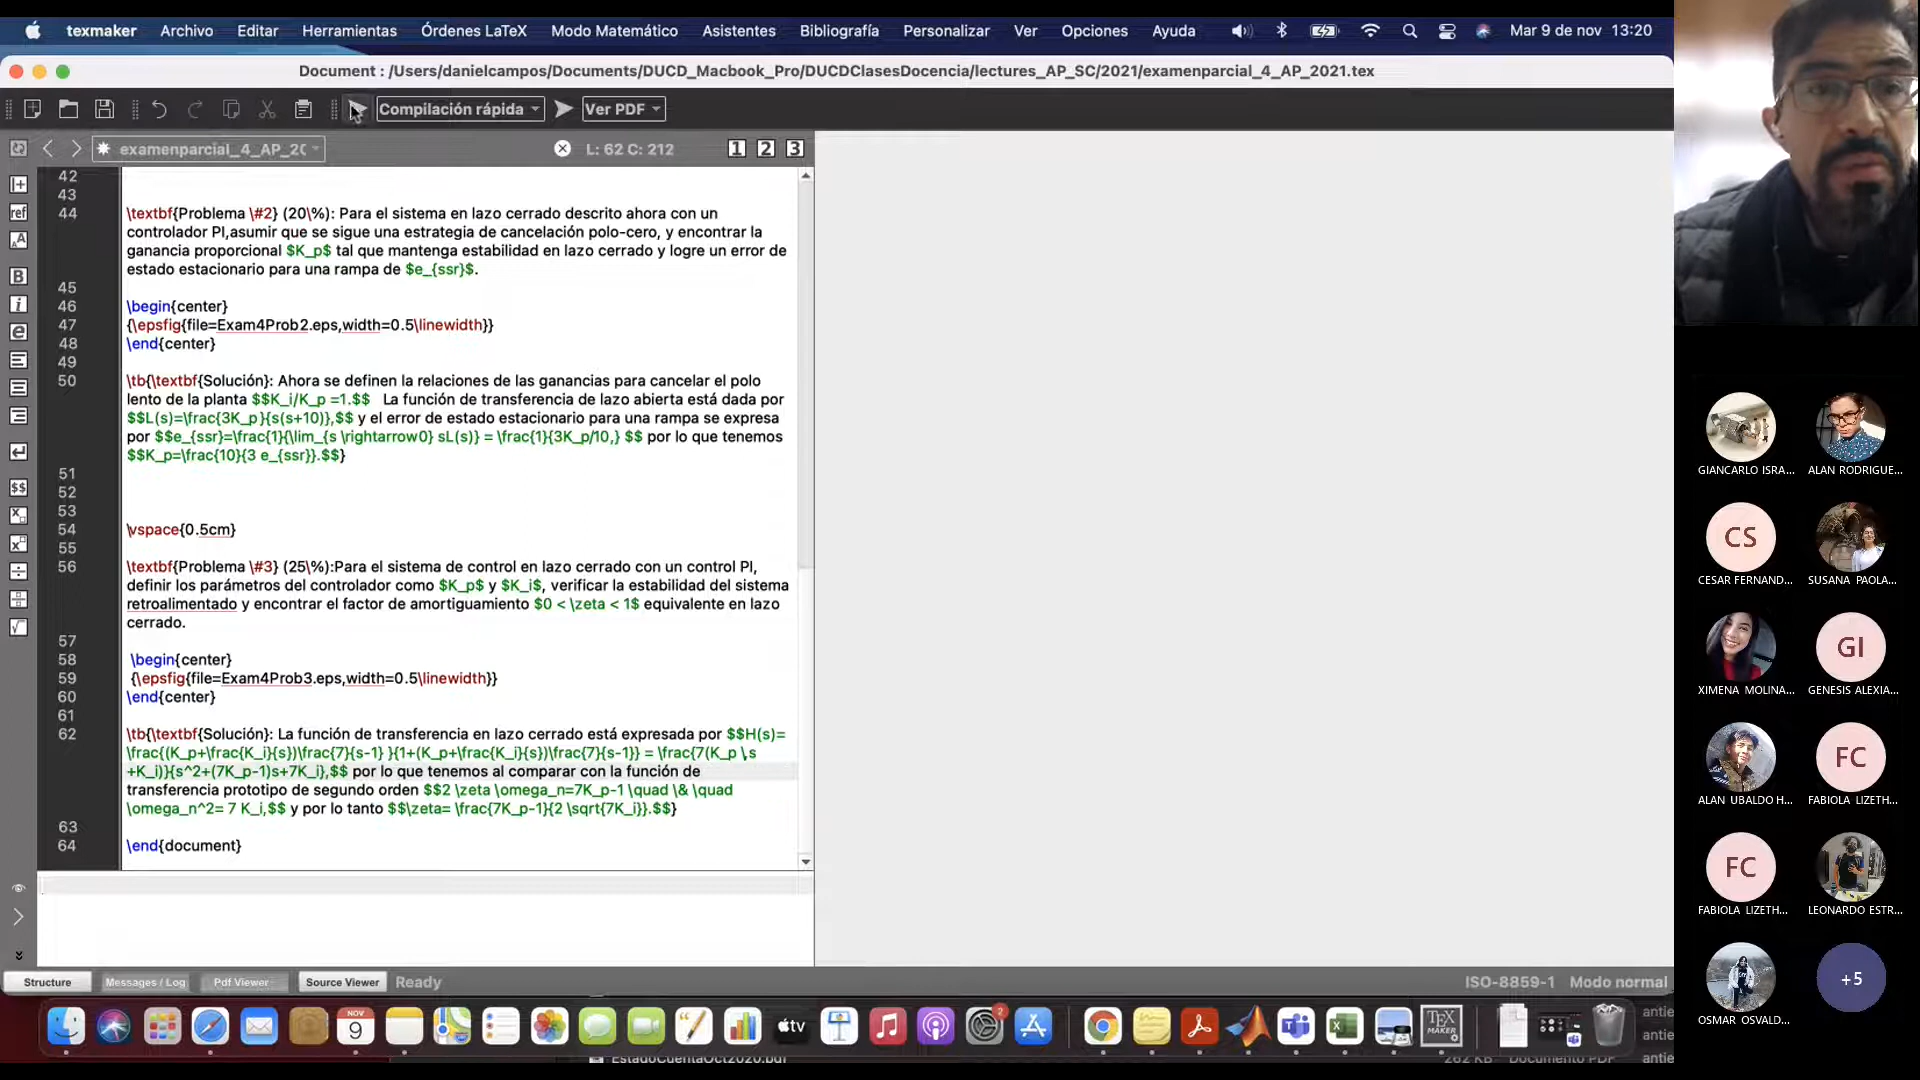 texmaker Archivo Editar Herramientas Órdenes LaTeX Modo Matemático Asistentes Bibliografía Personalizar Ver Opciones Ayuda Mar 9 de nov 13:20
Document : /Users/danielcampos/Documents/DUCD_Macbook_Pro/DUCDClasesDocencia/lectures_AP_SC/2021/examenparcial_4_AP_2021.tex
Compilación rápida Ver PDF
examenparcial_4_AP_20 L: 62 C: 212 1 2 3
42
43
44 \textbf{Problema \#2} (20\%): Para el sistema en lazo cerrado descrito ahora con un
controlador PI,asumir que se sigue una estrategia de cancelación polo-cero, y encontrar la
ganancia proporcional $K_p$ tal que mantenga estabilidad en lazo cerrado y logre un error de
estado estacionario para una rampa de $e_{ssr}$.
45
46 \begin{center}
47 {\epsfig{file=Exam4Prob2.eps,width=0.5\linewidth}}
48 \end{center}
49
50 \tb{\textbf{Solución}: Ahora se definen la relaciones de las ganancias para cancelar el polo
lento de la planta $$K_i/K_p =1.$$ La función de transferencia de lazo abierta está dada por
$$L(s)=\frac{3K_p}{s(s+10)},$$ y el error de estado estacionario para una rampa se expresa
por $$e_{ssr}=\frac{1}{\lim_{s \rightarrow0} sL(s)} = \frac{1}{3K_p/10,} $$ por lo que tenemos
$$K_p=\frac{10}{3 e_{ssr}}.$$}
51
52
53
54 \vspace{0.5cm}
55
56 \textbf{Problema \#3} (25\%):Para el sistema de control en lazo cerrado con un control PI,
definir los parámetros del controlador como $K_p$ y $K_i$, verificar la estabilidad del sistema
retroalimentado y encontrar el factor de amortiguamiento $0 < \zeta < 1$ equivalente en lazo
cerrado.
57
58 \begin{center}
59 {\epsfig{file=Exam4Prob3.eps,width=0.5\linewidth}}
60 \end{center}
61
62 \tb{\textbf{Solución}: La función de transferencia en lazo cerrado está expresada por $$H(s)=
\frac{(K_p+\frac{K_i}{s})\frac{7}{s-1} }{1+(K_p+\frac{K_i}{s})\frac{7}{s-1}} = \frac{7(K_p \,s
+K_i)}{s^2+(7K_p-1)s+7K_i},$$ por lo que tenemos al comparar con la función de
transferencia prototipo de segundo orden $$2 \zeta \omega_n=7K_p-1 \quad \& \quad
\omega_n^2= 7 K_i,$$ y por lo tanto $$\zeta= \frac{7K_p-1}{2 \sqrt{7K_i}}.$$}
63
64 \end{document}
Structure Messages / Log Pdf Viewer Source Viewer Ready ISO-8859-1 Modo normal
NOV
9
tv
2
TEX
MAKER
EstadoCuentaOct2020.pdf 262 KB Documento PDF
antie
antie
antie
GIANCARLO ISRA... ALAN RODRIGUE...
CS
CESAR FERNAND... SUSANA PAOLA...
GI
XIMENA MOLINA... GENESIS ALEXIA...
FC
ALAN UBALDO H... FABIOLA LIZETH...
FC
FABIOLA LIZETH... LEONARDO ESTR...
+5
OSMAR OSVALD...